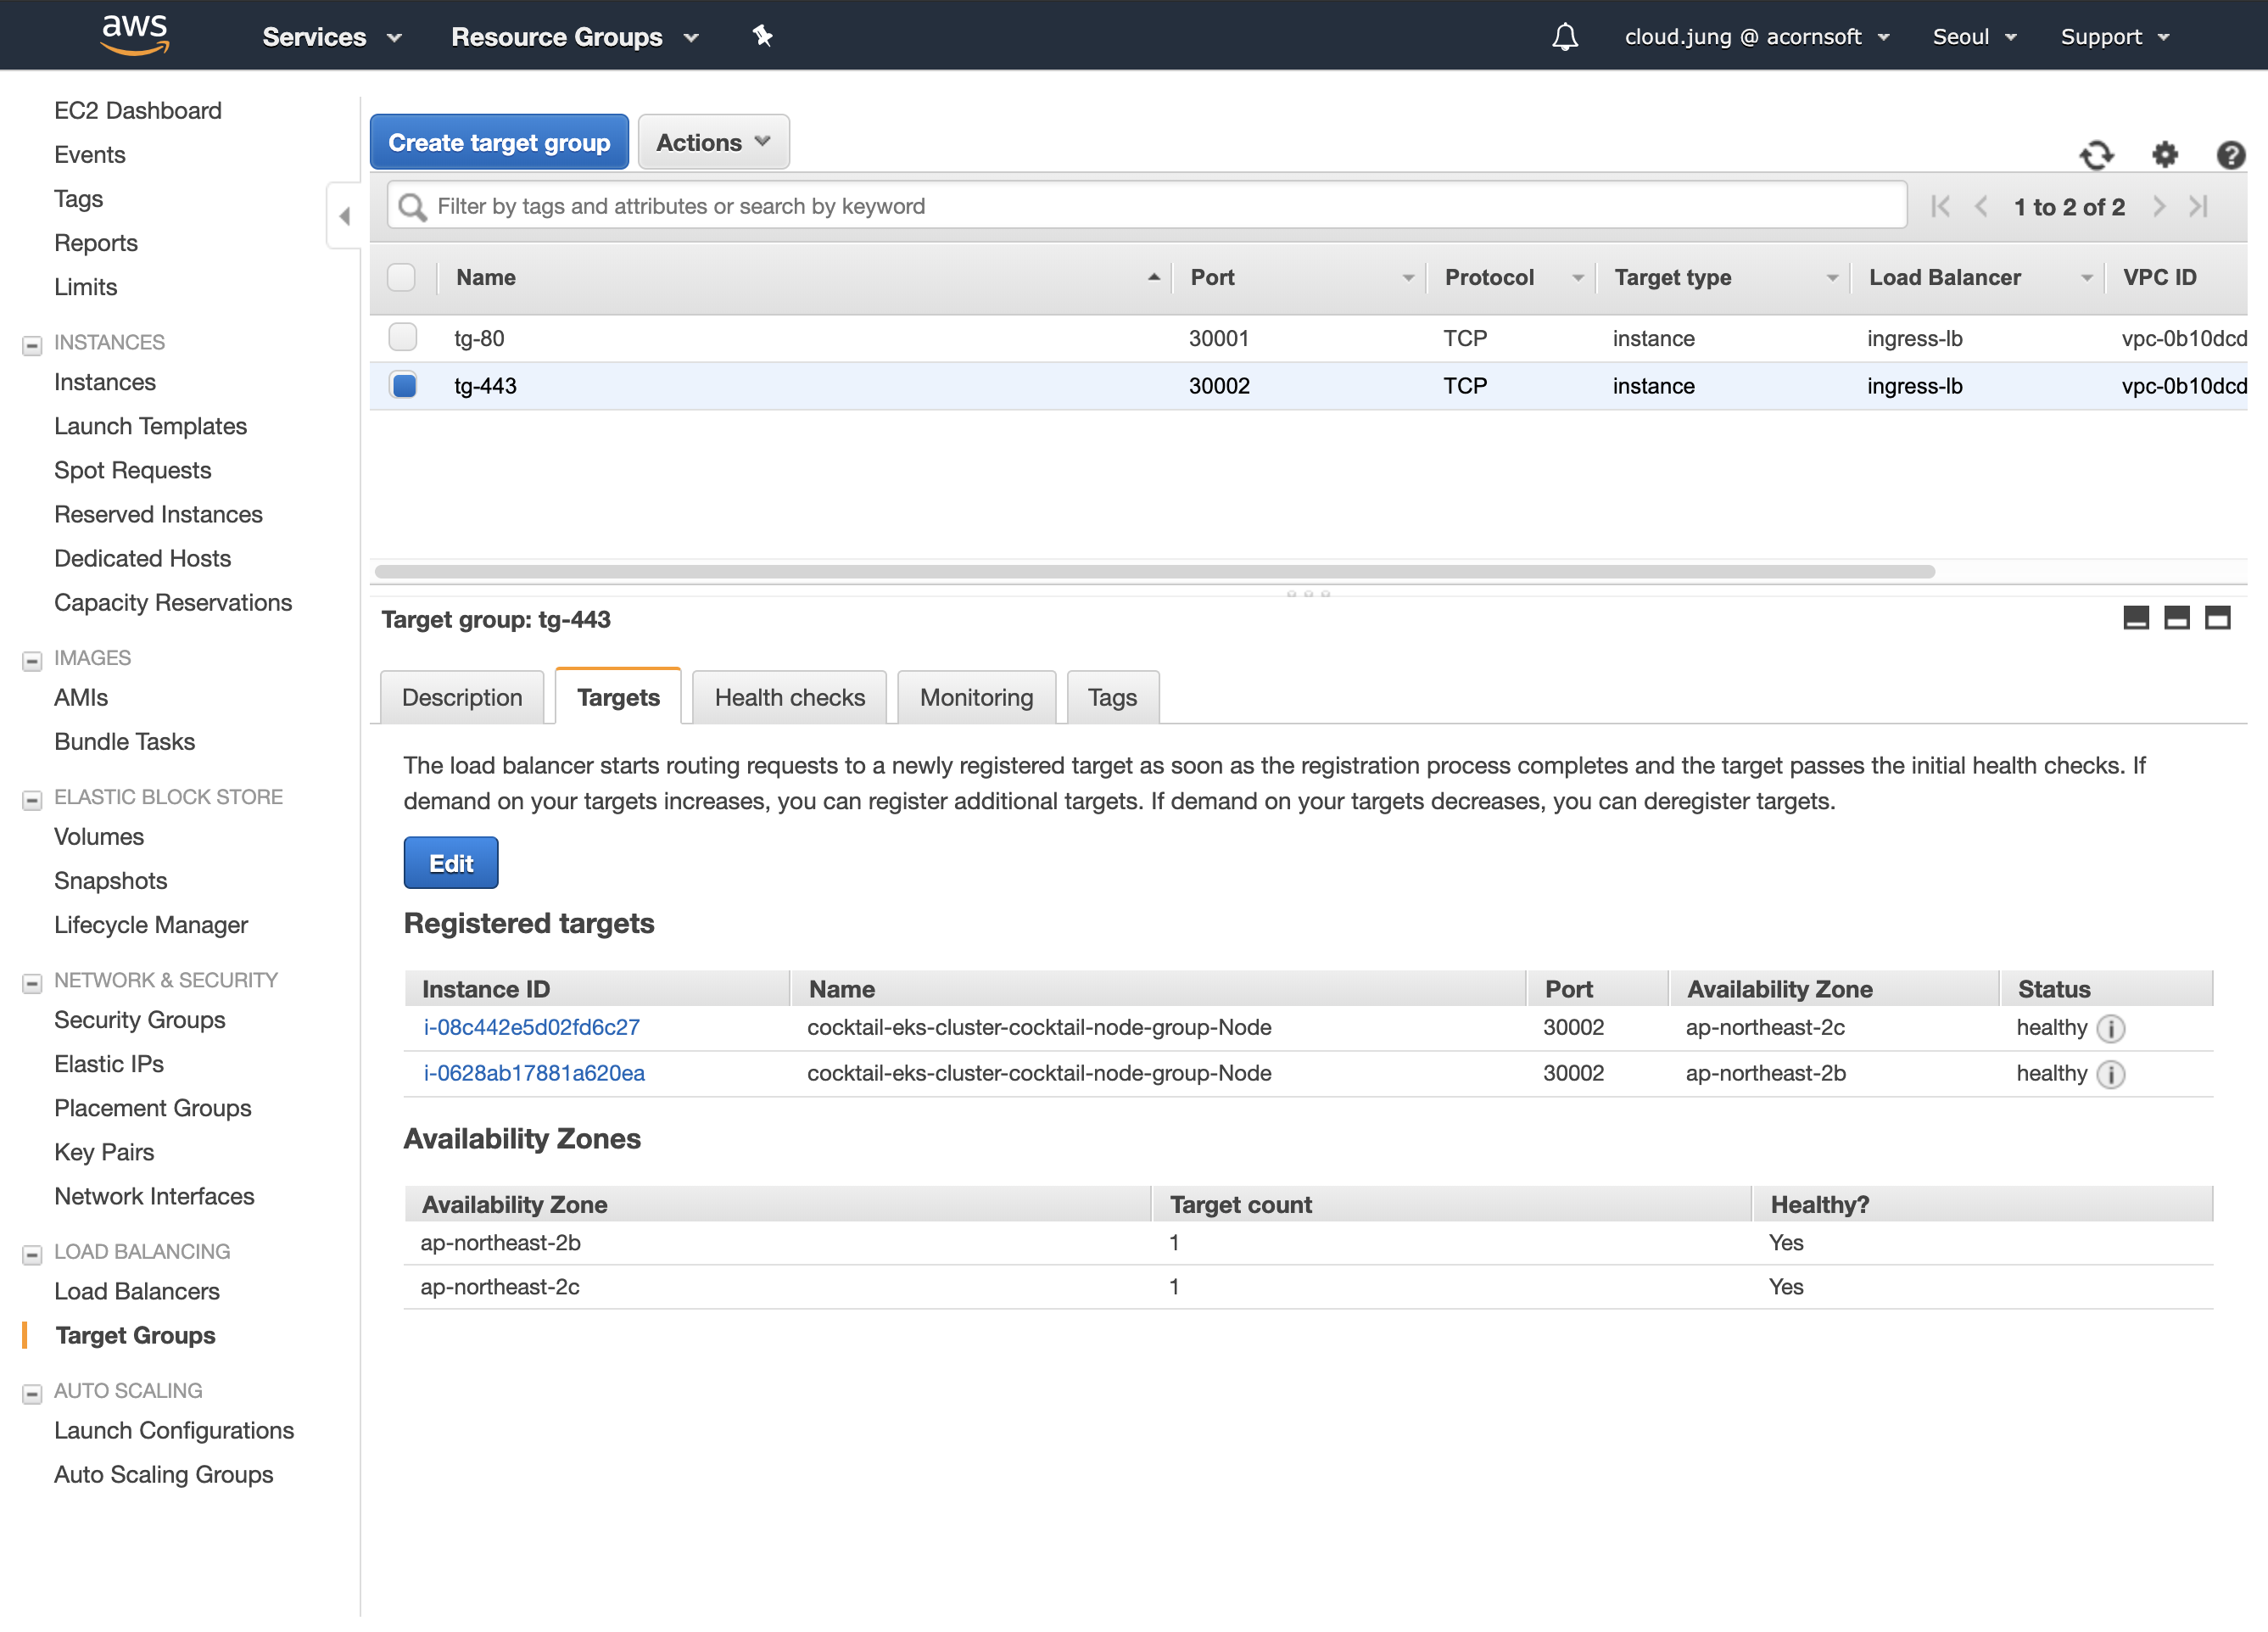 aws Services Resource Groups cloud.jung @ acornsoft Seoul Support
EC2 Dashboard
Events
Tags
Reports
Limits
INSTANCES
Instances
Launch Templates
Spot Requests
Reserved Instances
Dedicated Hosts
Capacity Reservations
IMAGES
AMIs
Bundle Tasks
ELASTIC BLOCK STORE
Volumes
Snapshots
Lifecycle Manager
NETWORK & SECURITY
Security Groups
Elastic IPs
Placement Groups
Key Pairs
Network Interfaces
LOAD BALANCING
Load Balancers
Target Groups
AUTO SCALING
Launch Configurations
Auto Scaling Groups
Create target group Actions
Filter by tags and attributes or search by keyword 1 to 2 of 2
Name Port Protocol Target type Load Balancer VPC ID
tg-80 30001 TCP instance ingress-lb vpc-0b10dcd
tg-443 30002 TCP instance ingress-lb vpc-0b10dcd
Target group: tg-443
Description Targets Health checks Monitoring Tags
The load balancer starts routing requests to a newly registered target as soon as the registration process completes and the target passes the initial health checks. If
demand on your targets increases, you can register additional targets. If demand on your targets decreases, you can deregister targets.
Edit
Registered targets
Instance ID Name Port Availability Zone Status
i-08c442e5d02fd6c27 cocktail-eks-cluster-cocktail-node-group-Node 30002 ap-northeast-2c healthy
i-0628ab17881a620ea cocktail-eks-cluster-cocktail-node-group-Node 30002 ap-northeast-2b healthy
Availability Zones
Availability Zone Target count Healthy?
ap-northeast-2b 1 Yes
ap-northeast-2c 1 Yes